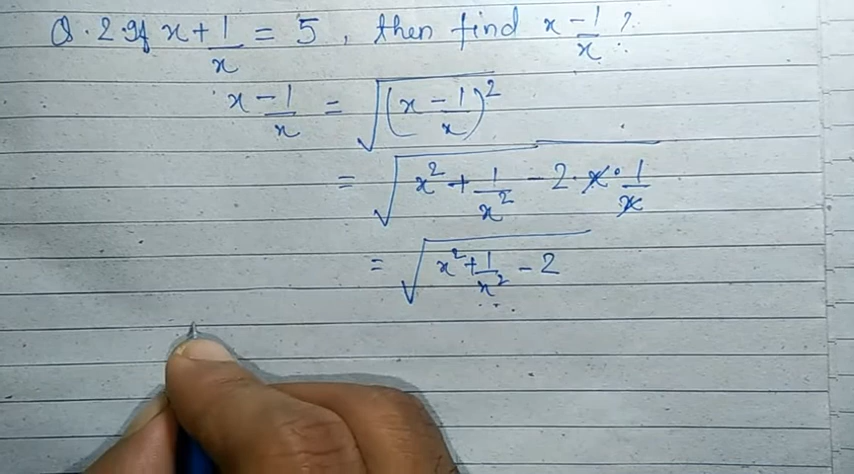 Q.2. If x + 1/x = 5, then find x - 1/x ?
x - 1/x = √(x - 1/x)²
= √x² + 1/x² - 2·x·1/x
= √x² + 1/x² - 2